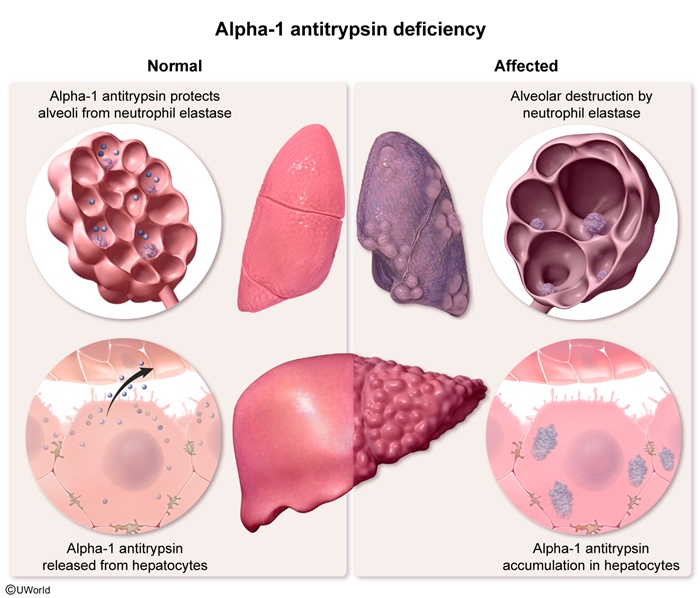 Alpha-1 antitrypsin deficiency
Normal
Affected
Alpha-1 antitrypsin protects
alveoli from neutrophil elastase
Alveolar destruction by
neutrophil elastase
Alpha-1 antitrypsin
released from hepatocytes
Alpha-1 antitrypsin
accumulation in hepatocytes
©UWorld